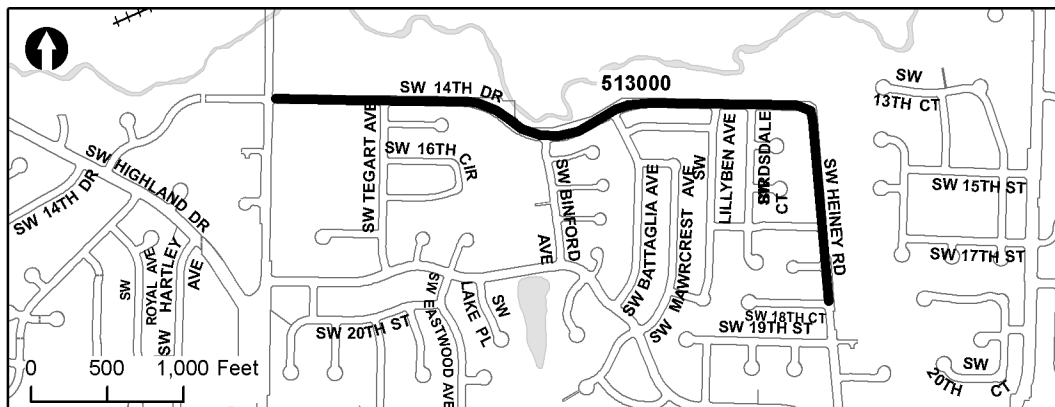 513000
SW 14TH DR
SW
13TH CT
SW TEGART AVE
SW 16TH CIR
SW BINFORD
AVE
SW BATTAGLIA AVE
SW MAWRCREST AVE
SW
LILLYBEN AVE
CT
SW HEINEY RD
SW 15TH ST
SW 17TH ST
SW HIGHLAND DR
SW 14TH DR
SW
ROYAL AVE
SW HARTLEY
AVE
SW 20TH ST
SW EASTWOOD AVE
SW
LAKE PL
SW 18TH CT
SW 19TH ST
SW
20TH CT
0 500 1,000 Feet